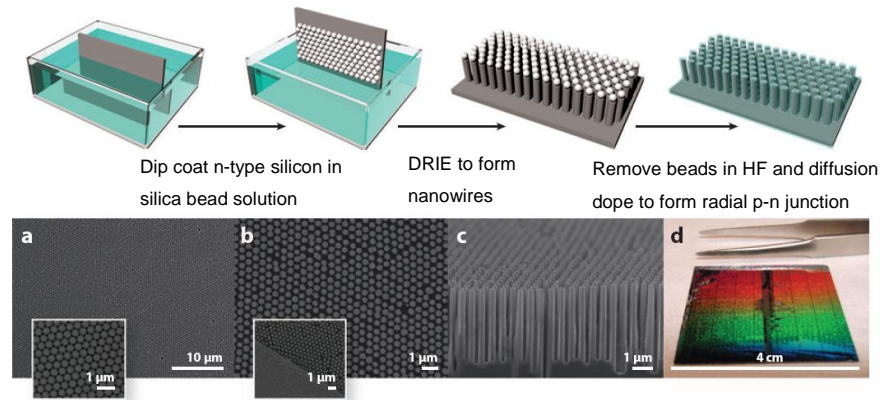 Dip coat n-type silicon in
silica bead solution
DRIE to form
nanowires
Remove beads in HF and diffusion
dope to form radial p-n junction
a
b
c
d
1 µm
10 µm
1 µm
1 µm
1 µm
4 cm